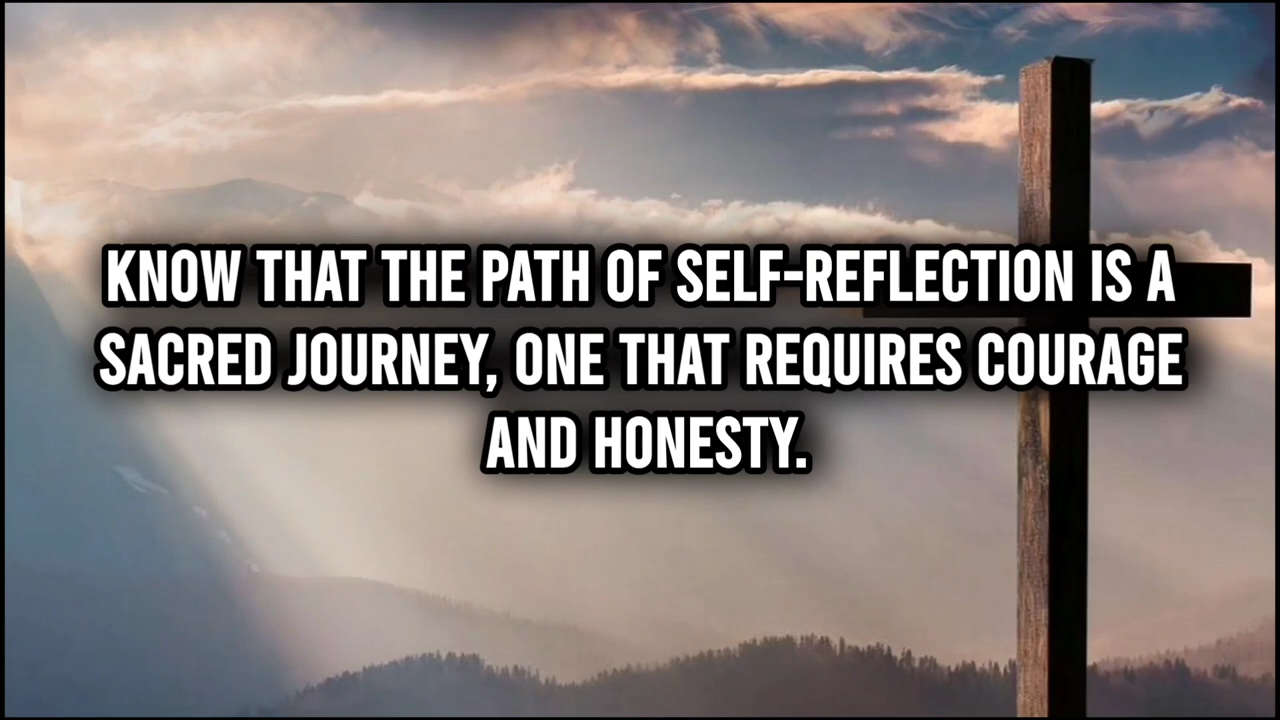 KNOW THAT THE PATH OF SELF-REFLECTION IS A
SACRED JOURNEY, ONE THAT REQUIRES COURAGE
AND HONESTY.